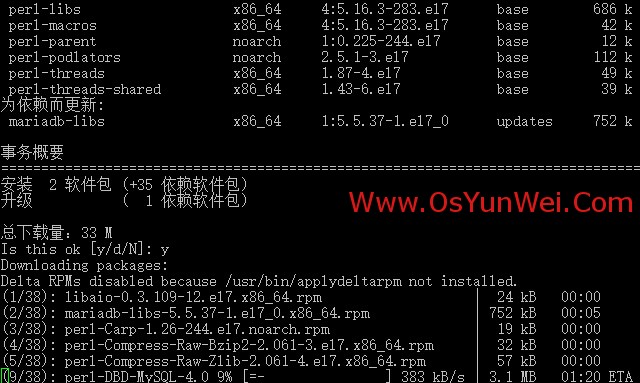 perl-libs x86_64 4:5.16.3-283.el7 base 686 k
perl-macros x86_64 4:5.16.3-283.el7 base 42 k
perl-parent noarch 1:0.225-244.el7 base 12 k
perl-podlators noarch 2.5.1-3.el7 base 112 k
perl-threads x86_64 1.87-4.el7 base 49 k
perl-threads-shared x86_64 1.43-6.el7 base 39 k
为依赖而更新:
mariadb-libs x86_64 1:5.5.37-1.el7_0 updates 752 k
事务概要
================================================================================
安装 2 软件包 (+35 依赖软件包)
升级 ( 1 依赖软件包)
Www.OsYunWei.Com
总下载量：33 M
Is this ok [y/d/N]: y
Downloading packages:
Delta RPMs disabled because /usr/bin/applydeltarpm not installed.
(1/38): libaio-0.3.109-12.el7.x86_64.rpm | 24 kB 00:00
(2/38): mariadb-libs-5.5.37-1.el7_0.x86_64.rpm | 752 kB 00:05
(3/38): perl-Carp-1.26-244.el7.noarch.rpm | 19 kB 00:00
(4/38): perl-Compress-Raw-Bzip2-2.061-3.el7.x86_64.rpm | 32 kB 00:00
(5/38): perl-Compress-Raw-Zlib-2.061-4.el7.x86_64.rpm | 57 kB 00:00
(9/38): perl-DBD-MySQL-4.0 9% [=- ] 383 kB/s | 3.1 MB 01:20 ETA